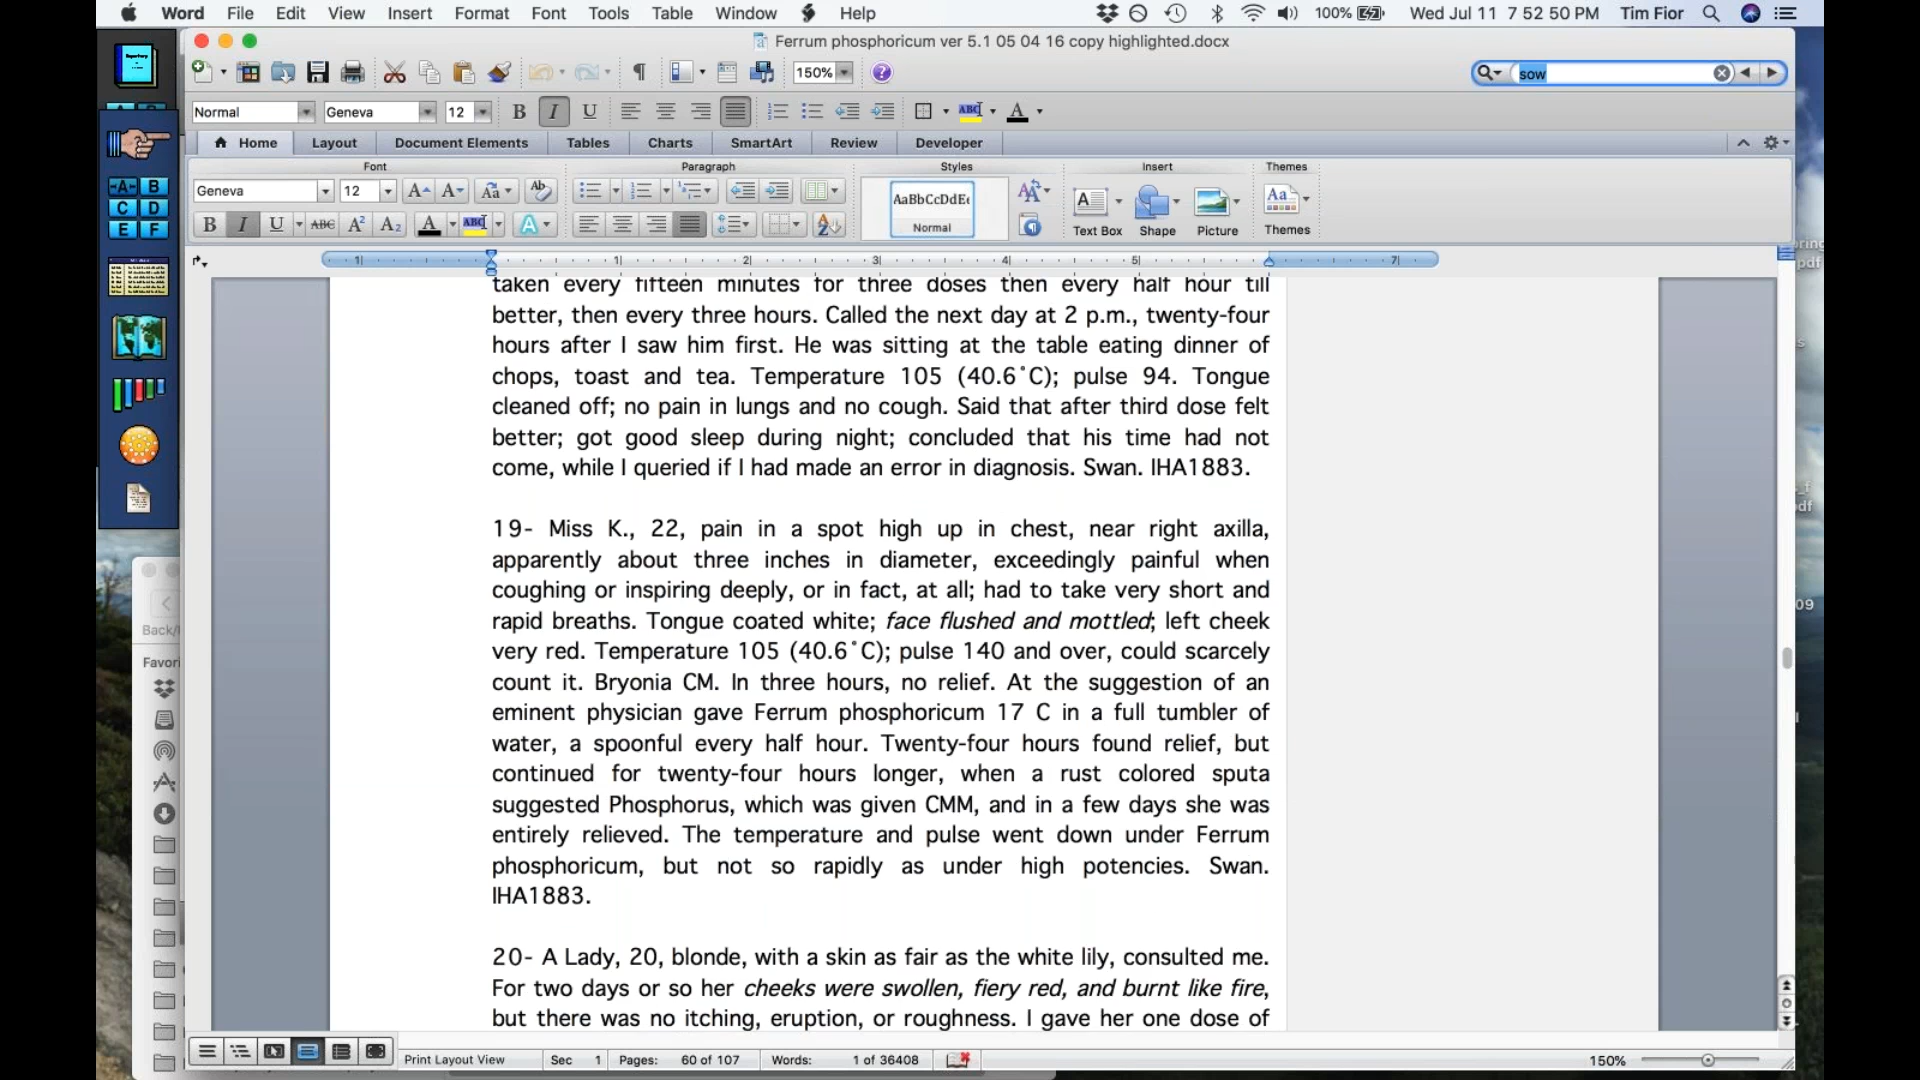 Word File Edit View Insert Format Font Tools Table Window Help 100% Wed Jul 11 7 52 50 PM Tim Fior
Ferrum phosphoricum ver 5.1 05 04 16 copy highlighted.docx
150% sow
Normal Geneva 12 B I U ABC A
Home Layout Document Elements Tables Charts SmartArt Review Developer
Font Paragraph Styles Insert Themes
Geneva 12 A A Aa Ab AaBbCcDdEe A Aa
B I U ABC A² A₂ A ABC A Normal Text Box Shape Picture Themes
1 1 2 3 4 5 7
taken every fifteen minutes for three doses then every half hour till
better, then every three hours. Called the next day at 2 p.m., twenty-four
hours after I saw him first. He was sitting at the table eating dinner of
chops, toast and tea. Temperature 105 (40.6˚C); pulse 94. Tongue
cleaned off; no pain in lungs and no cough. Said that after third dose felt
better; got good sleep during night; concluded that his time had not
come, while I queried if I had made an error in diagnosis. Swan. IHA1883.
19- Miss K., 22, pain in a spot high up in chest, near right axilla,
apparently about three inches in diameter, exceedingly painful when
coughing or inspiring deeply, or in fact, at all; had to take very short and
rapid breaths. Tongue coated white; face flushed and mottled; left cheek
very red. Temperature 105 (40.6˚C); pulse 140 and over, could scarcely
count it. Bryonia CM. In three hours, no relief. At the suggestion of an
eminent physician gave Ferrum phosphoricum 17 C in a full tumbler of
water, a spoonful every half hour. Twenty-four hours found relief, but
continued for twenty-four hours longer, when a rust colored sputa
suggested Phosphorus, which was given CMM, and in a few days she was
entirely relieved. The temperature and pulse went down under Ferrum
phosphoricum, but not so rapidly as under high potencies. Swan.
IHA1883.
20- A Lady, 20, blonde, with a skin as fair as the white lily, consulted me.
For two days or so her cheeks were swollen, fiery red, and burnt like fire,
but there was no itching, eruption, or roughness. I gave her one dose of
A B
C D
E F
Back/
Favori
pdf
09
Print Layout View Sec 1 Pages: 60 of 107 Words: 1 of 36408 150%